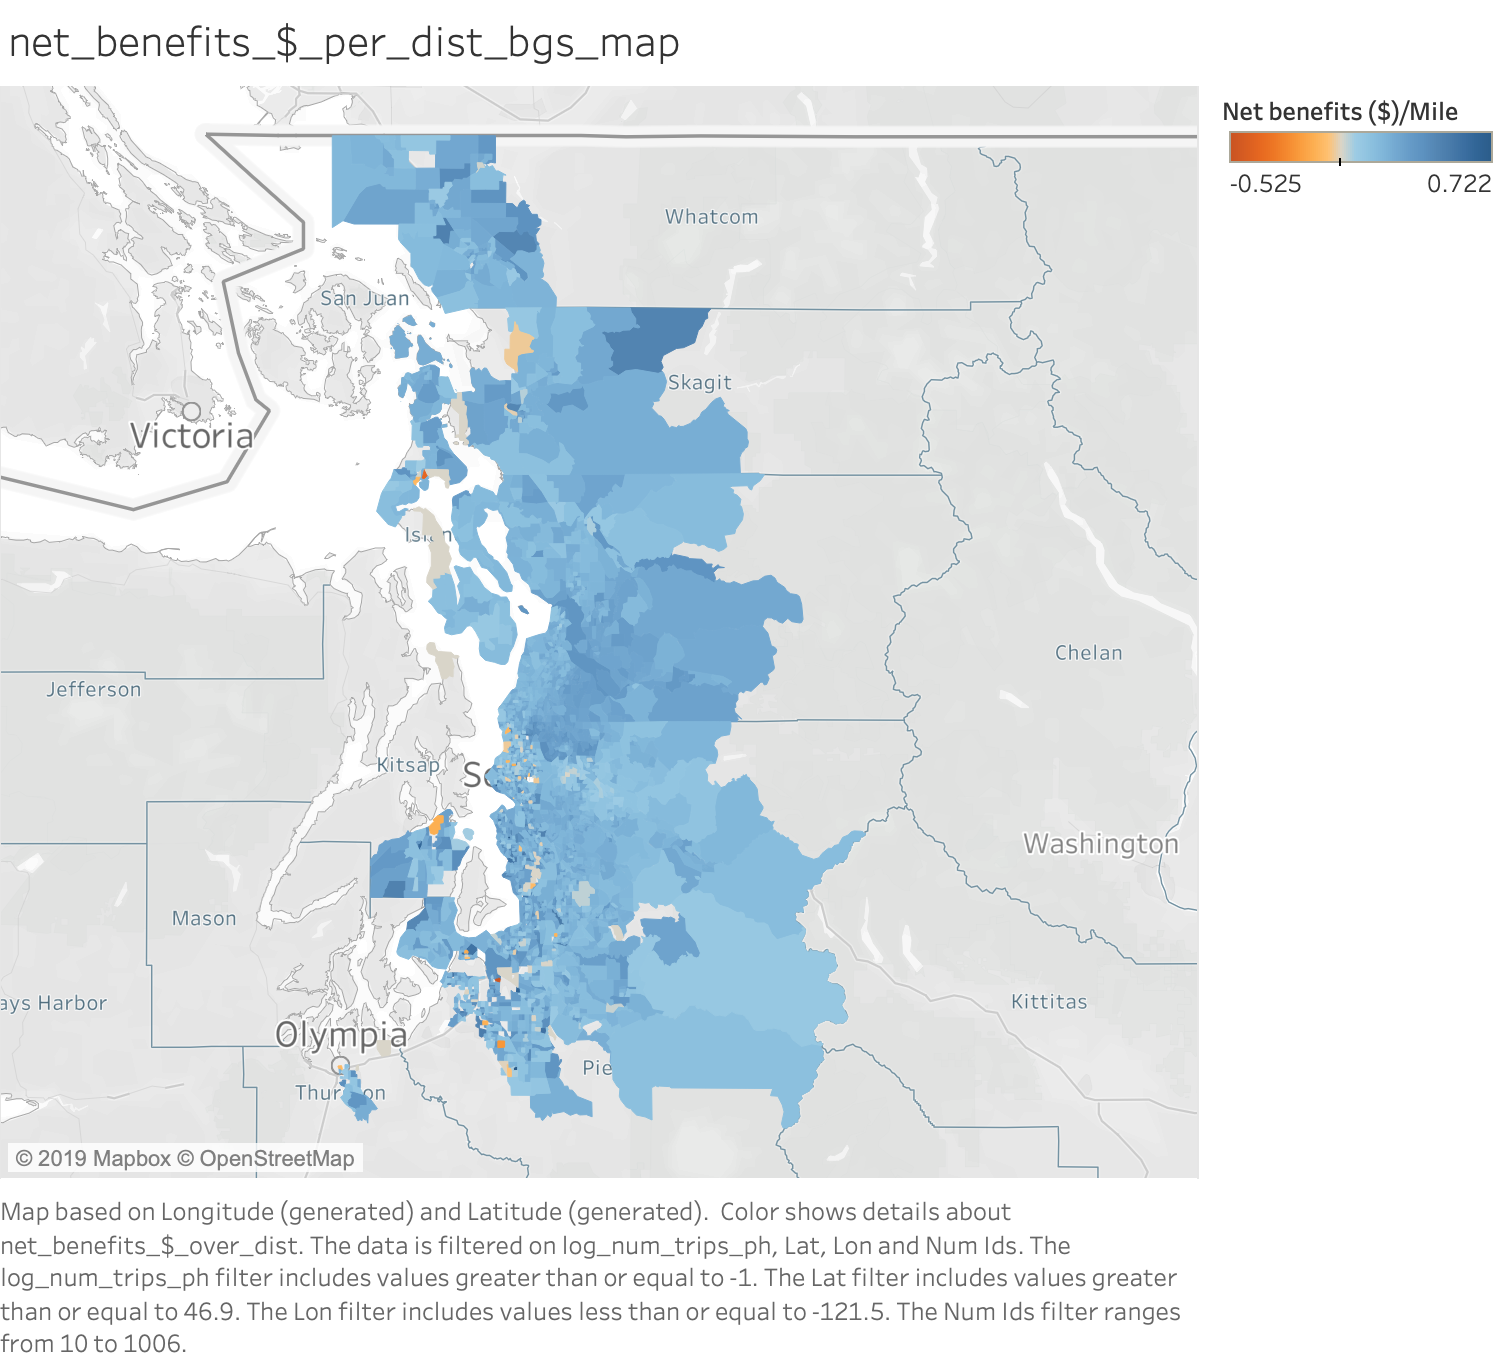 net_benefits_$_per_dist_bgs_map
Net benefits ($)/Mile
-0.525
0.722
Whatcom
San Juan
Skagit
Victoria
Chelan
Jefferson
Kitsap
Washington
Mason
Kittitas
Olympia
© 2019 Mapbox © OpenStreetMap
Map based on Longitude (generated) and Latitude (generated).  Color shows details about
net_benefits_$_over_dist. The data is filtered on log_num_trips_ph, Lat, Lon and Num Ids. The
log_num_trips_ph filter includes values greater than or equal to -1. The Lat filter includes values greater
than or equal to 46.9. The Lon filter includes values less than or equal to -121.5. The Num Ids filter ranges
from 10 to 1006.